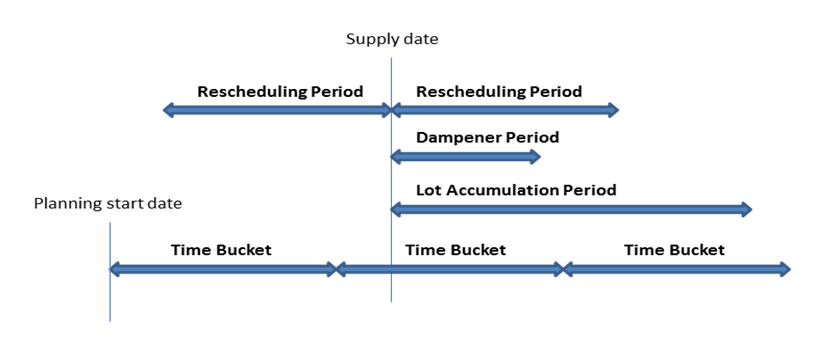 Supply date
Rescheduling Period Rescheduling Period
Dampener Period
Lot Accumulation Period
Planning start date
Time Bucket Time Bucket Time Bucket